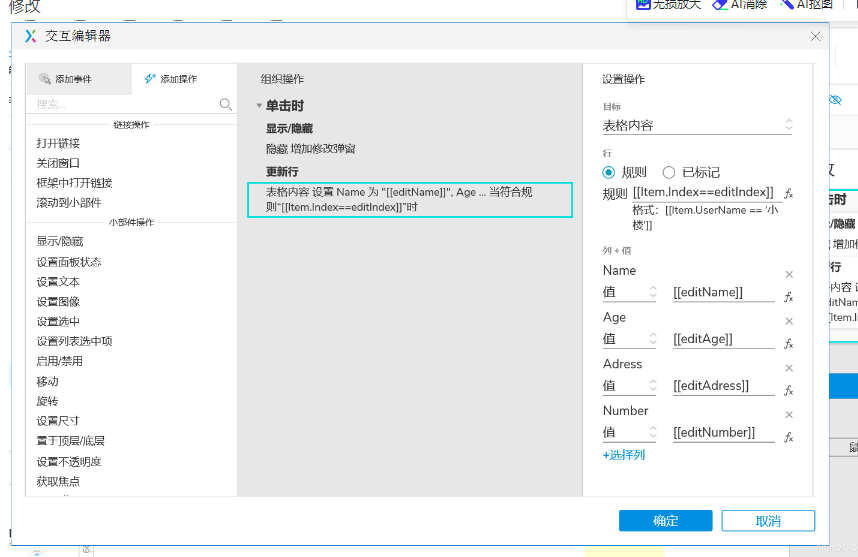 修改
无损放大 AI消除 AI抠图
交互编辑器
添加事件 添加操作
搜索...
链接操作
打开链接
关闭窗口
框架中打开链接
滚动到小部件
小部件操作
显示/隐藏
设置面板状态
设置文本
设置图像
设置选中
设置列表选中项
启用/禁用
移动
旋转
设置尺寸
置于顶层/底层
设置不透明度
获取焦点
组织操作
单击时
显示/隐藏
隐藏 增加修改弹窗
更新行
表格内容 设置 Name 为 "[[editName]]", Age ... 当符合规
则"[[Item.Index==editIndex]]"时
设置操作
目标
表格内容
行
规则 已标记
规则 [[Item.Index==editIndex]] fx
格式：[[Item.UserName == '小
楼']]
列 + 值
Name
值 [[editName]] fx
Age
值 [[editAge]] fx
Adress
值 [[editAdress]] fx
Number
值 [[editNumber]] fx
+选择列
确定 取消